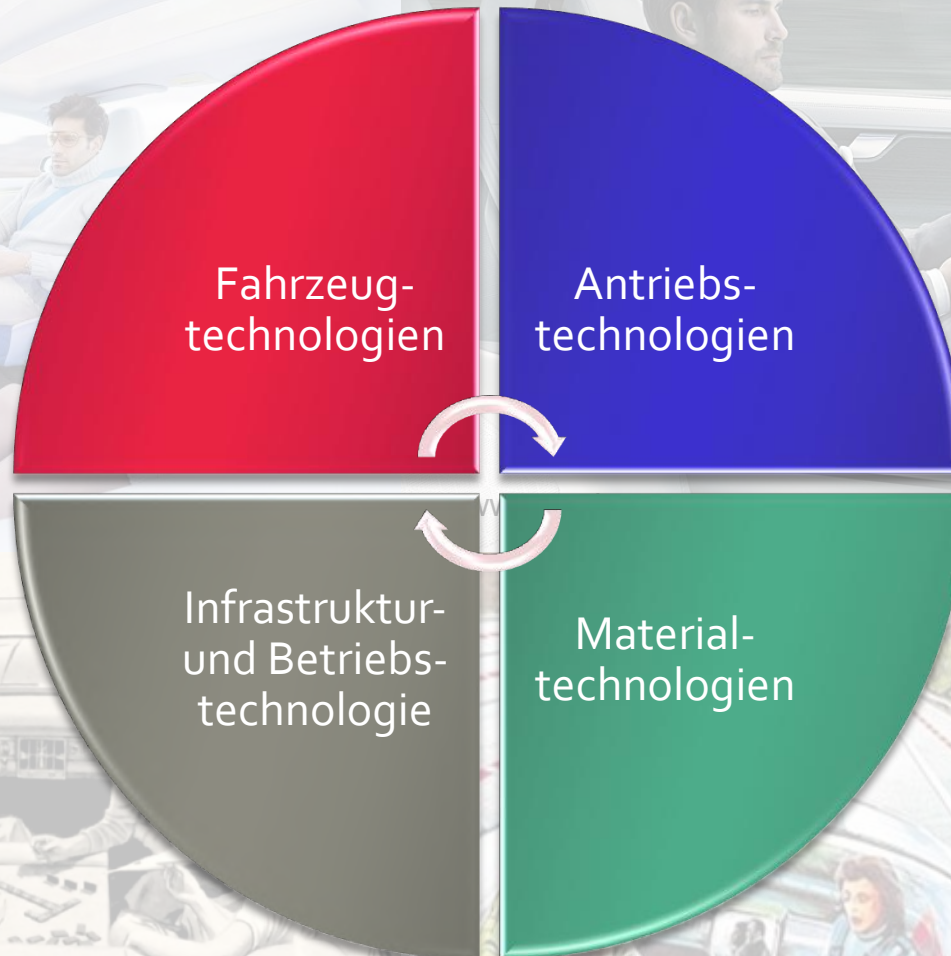 Fahrzeug-
technologien
Antriebs-
technologien
Infrastruktur-
und Betriebs-
technologie
Material-
technologien